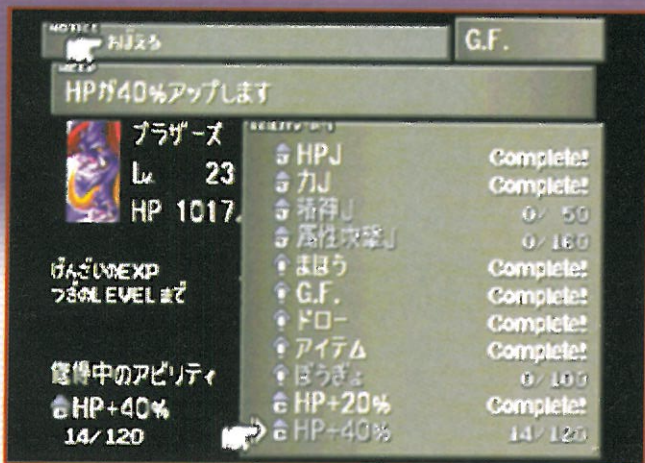 NOTICE
おぼえる
G.F.
HELP
HPが40%アップします
ブラザーズ
Lv. 23
HP 1017
げんざいのEXP
つぎのLEVELまで
修得中のアビリティ
HP+40%
14/120
HPJ Complete!
力J Complete!
精神J 0/ 50
属性攻撃J 0/160
まほう Complete!
G.F. Complete!
ドロー Complete!
アイテム Complete!
ぼうぎょ 0/100
HP+20% Complete!
HP+40% 14/120